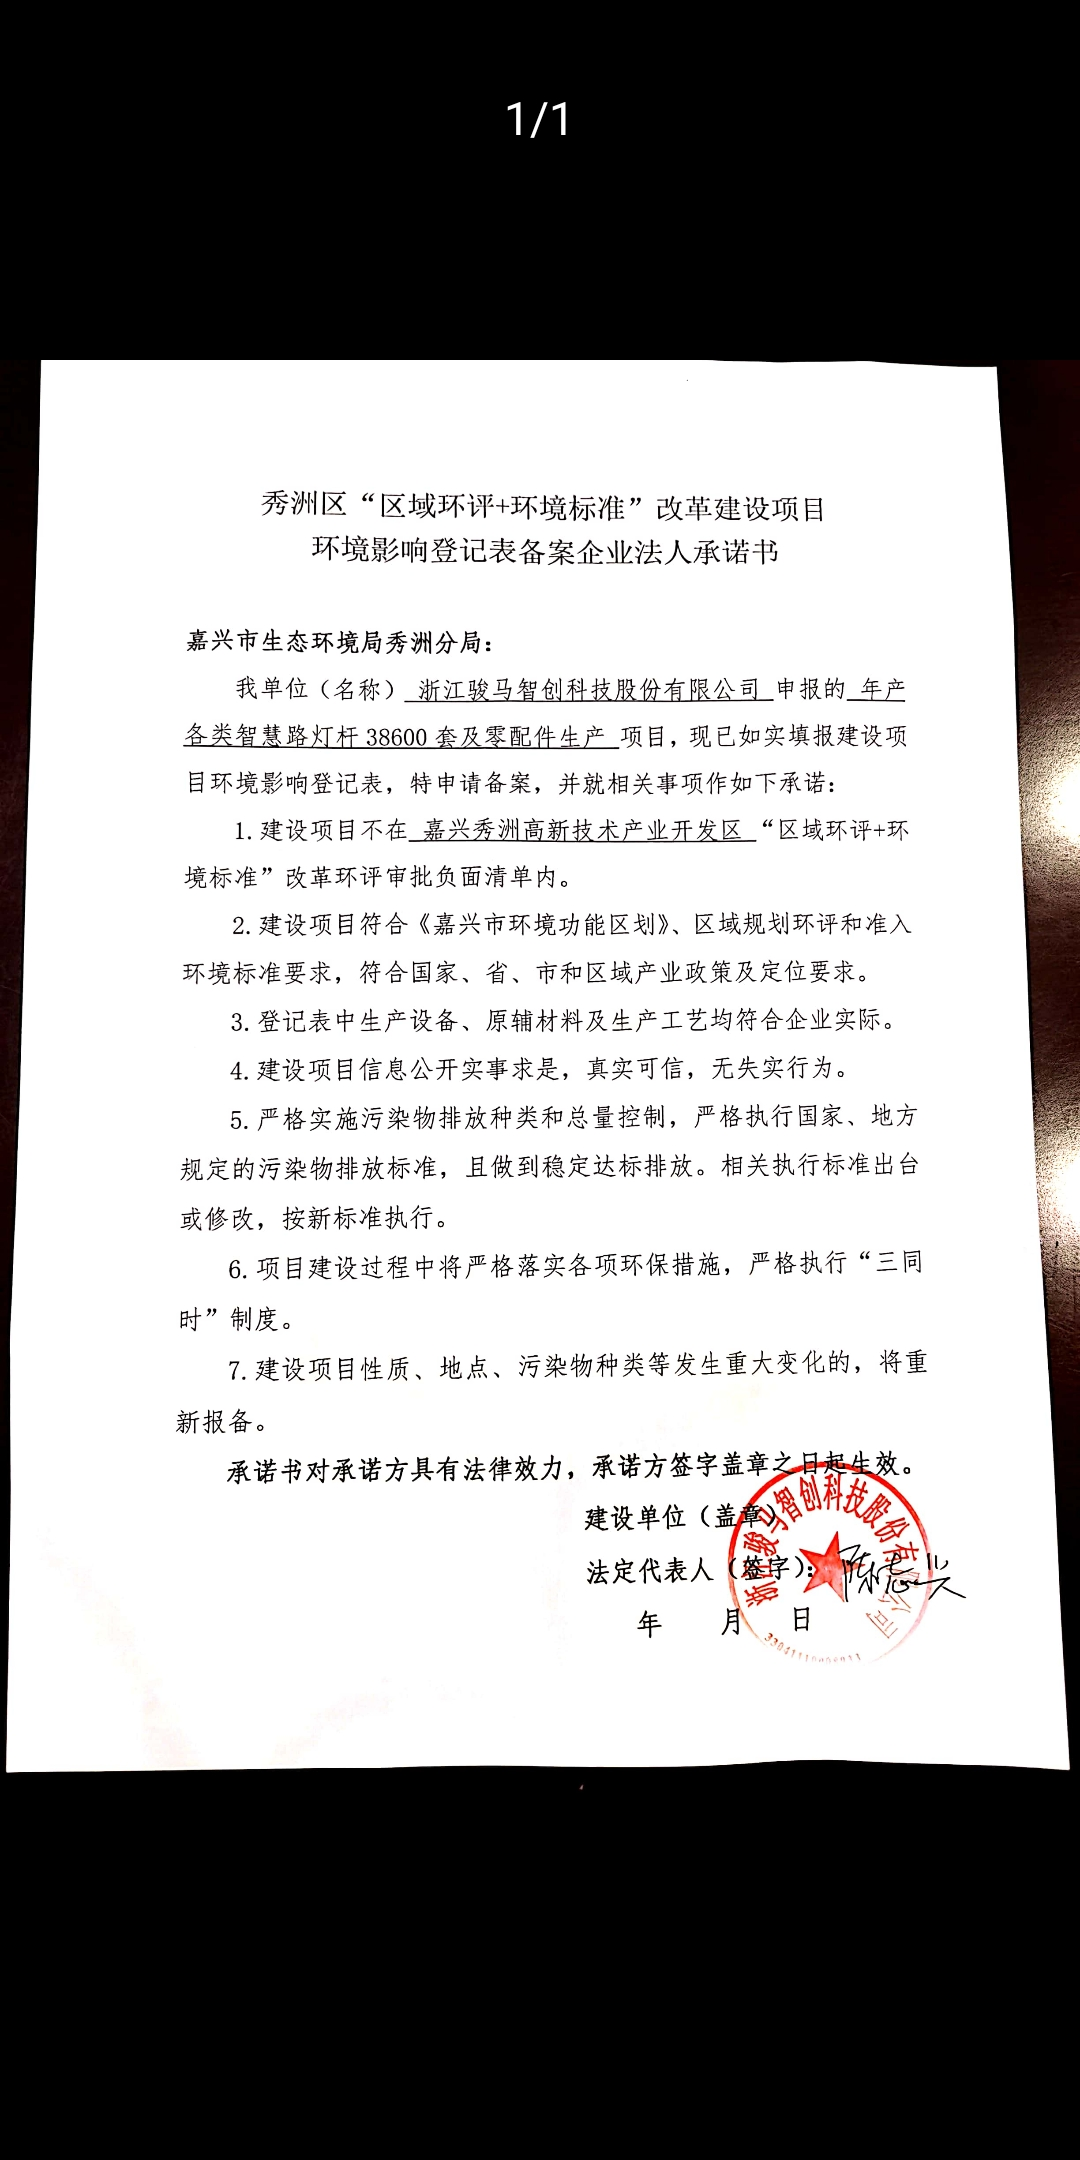 1/1
秀洲区“区域环评+环境标准”改革建设项目
环境影响登记表备案企业法人承诺书
嘉兴市生态环境局秀洲分局：
我单位（名称） 浙江骏马智创科技股份有限公司 申报的 年产
各类智慧路灯杆 38600 套及零配件生产 项目，现已如实填报建设项
目环境影响登记表，特申请备案，并就相关事项作如下承诺：
1.建设项目不在 嘉兴秀洲高新技术产业开发区 “区域环评+环
境标准”改革环评审批负面清单内。
2.建设项目符合《嘉兴市环境功能区划》、区域规划环评和准入
环境标准要求，符合国家、省、市和区域产业政策及定位要求。
3.登记表中生产设备、原辅材料及生产工艺均符合企业实际。
4.建设项目信息公开实事求是，真实可信，无失实行为。
5.严格实施污染物排放种类和总量控制，严格执行国家、地方
规定的污染物排放标准，且做到稳定达标排放。相关执行标准出台
或修改，按新标准执行。
6.项目建设过程中将严格落实各项环保措施，严格执行“三同
时”制度。
7.建设项目性质、地点、污染物种类等发生重大变化的，将重
新报备。
承诺书对承诺方具有法律效力，承诺方签字盖章之日起生效。
建设单位（盖章）
法定代表人（签字）：
年 月 日
浙江骏马智创科技股份有限公司